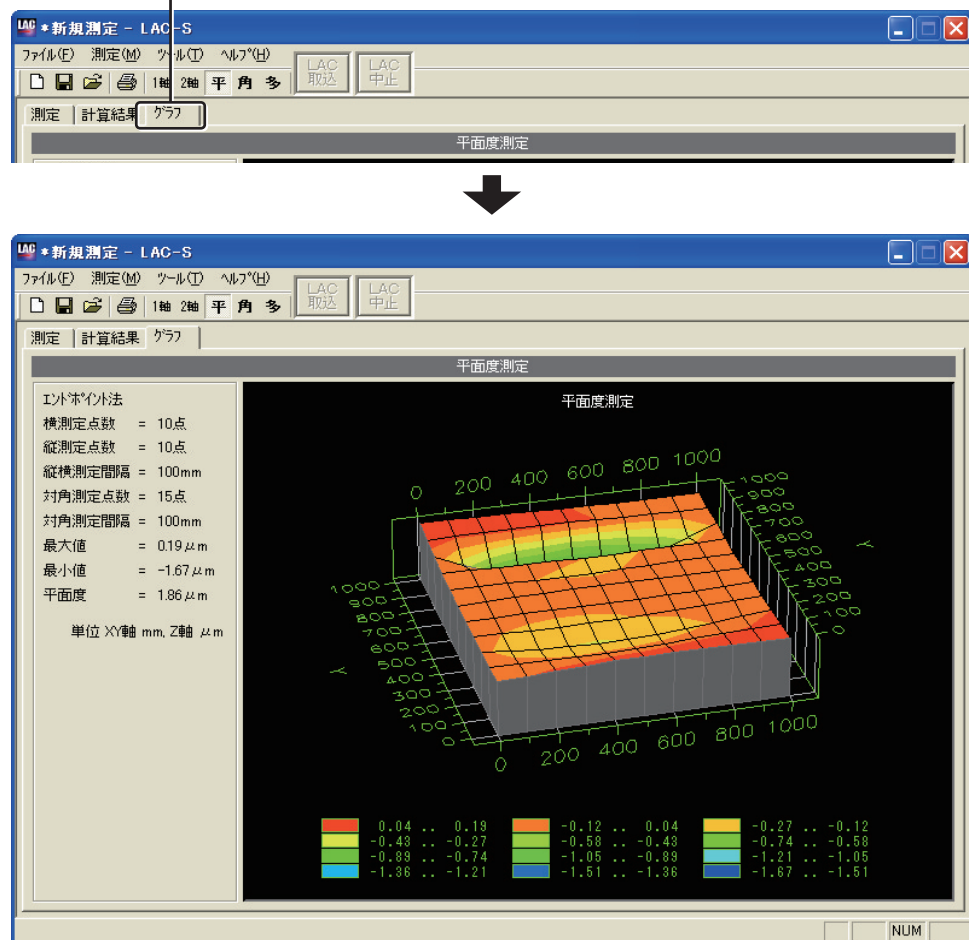 LAC *新規測定 - LAC-S
ファイル(F) 測定(M) ツール(T) ヘルプ(H)
1軸 2軸 平 角 多 LAC取込 LAC中止
測定 計算結果 グラフ
平面度測定
LAC *新規測定 - LAC-S
ファイル(F) 測定(M) ツール(T) ヘルプ(H)
1軸 2軸 平 角 多 LAC取込 LAC中止
測定 計算結果 グラフ
平面度測定
エンドポイント法
横測定点数 = 10点
縦測定点数 = 10点
縦横測定間隔 = 100mm
対角測定点数 = 15点
対角測定間隔 = 100mm
最大値 = 0.19μm
最小値 = -1.67μm
平面度 = 1.86μm
単位 XY軸 mm, Z軸 μm
平面度測定
0 200 400 600 800 1000
1000
900
800
700
600
500
400
300
200
100
0
Y
1000
900
800
700
600
500
400
300
200
100
0
Y
0 200 400 600 800 1000
0.04 .. 0.19 -0.12 .. 0.04 -0.27 .. -0.12
-0.43 .. -0.27 -0.58 .. -0.43 -0.74 .. -0.58
-0.89 .. -0.74 -1.05 .. -0.89 -1.21 .. -1.05
-1.36 .. -1.21 -1.51 .. -1.36 -1.67 .. -1.51
NUM